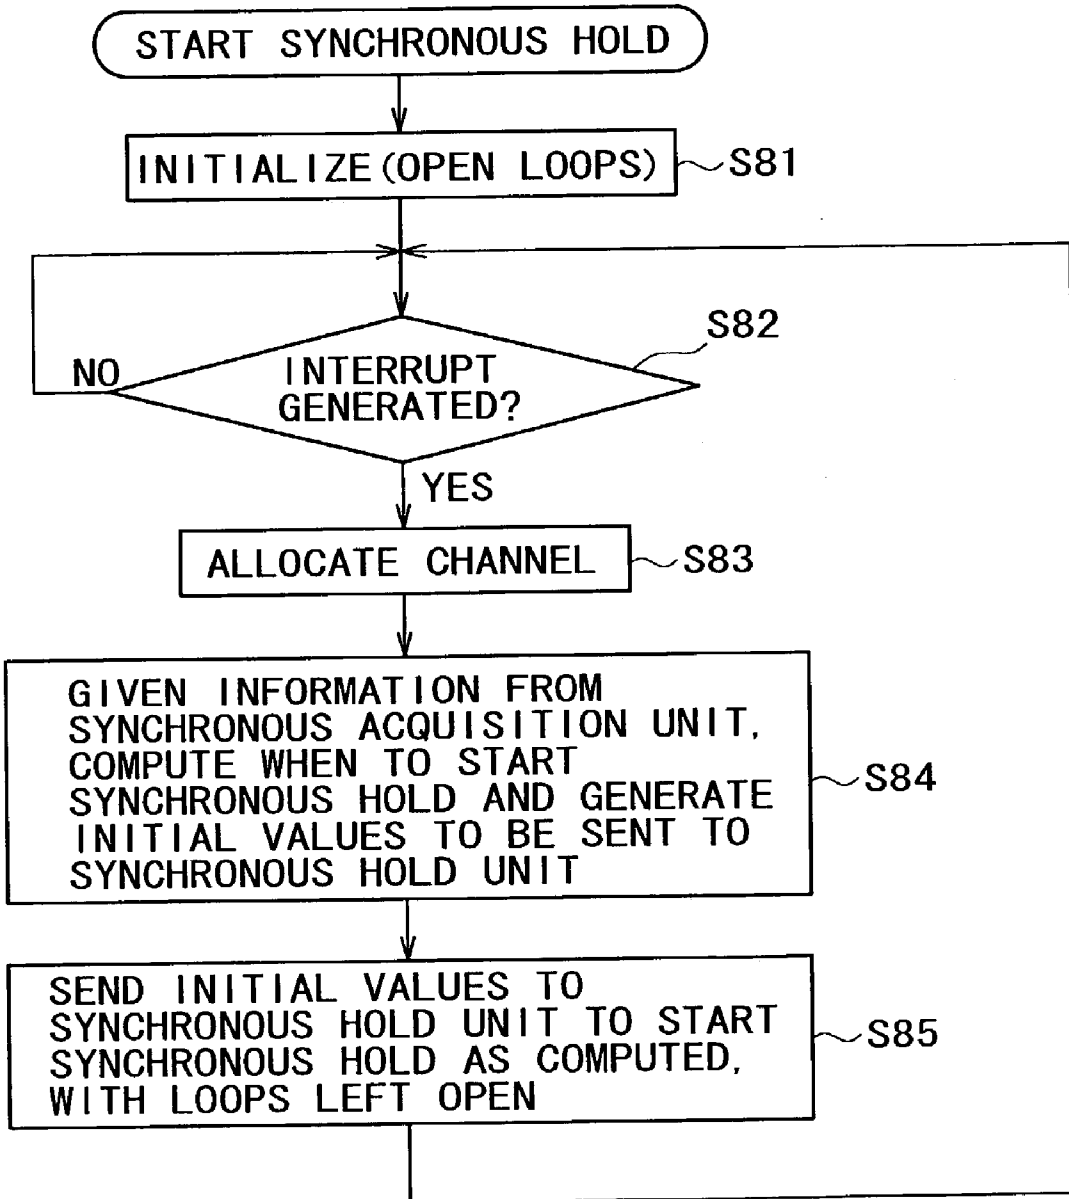 START SYNCHRONOUS HOLD
INITIALIZE (OPEN LOOPS)
S81
S82
NO
INTERRUPT
GENERATED?
YES
ALLOCATE CHANNEL
S83
GIVEN INFORMATION FROM
SYNCHRONOUS ACQUISITION UNIT,
COMPUTE WHEN TO START
SYNCHRONOUS HOLD AND GENERATE
INITIAL VALUES TO BE SENT TO
SYNCHRONOUS HOLD UNIT
S84
SEND INITIAL VALUES TO
SYNCHRONOUS HOLD UNIT TO START
SYNCHRONOUS HOLD AS COMPUTED,
WITH LOOPS LEFT OPEN
S85